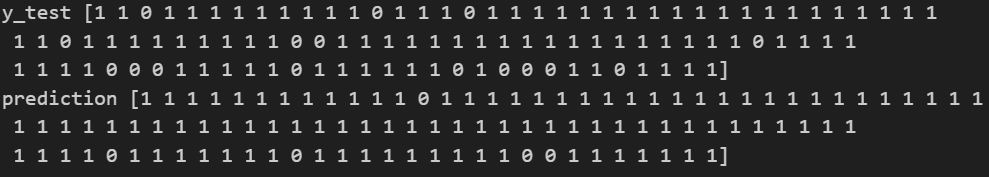 y_test [1 1 0 1 1 1 1 1 1 1 1 1 0 1 1 1 0 1 1 1 1 1 1 1 1 1 1 1 1 1 1 1 1 1 1 1 1
1 1 0 1 1 1 1 1 1 1 1 1 0 0 1 1 1 1 1 1 1 1 1 1 1 1 1 1 1 1 1 1 0 1 1 1 1
1 1 1 1 0 0 0 1 1 1 1 1 0 1 1 1 1 1 1 0 1 0 0 0 1 1 0 1 1 1 1]
prediction [1 1 1 1 1 1 1 1 1 1 1 1 0 1 1 1 1 1 1 1 1 1 1 1 1 1 1 1 1 1 1 1 1 1 1 1 1
1 1 1 1 1 1 1 1 1 1 1 1 1 1 1 1 1 1 1 1 1 1 1 1 1 1 1 1 1 1 1 1 1 1 1 1 1
1 1 1 1 0 1 1 1 1 1 1 1 0 1 1 1 1 1 1 1 1 1 0 0 1 1 1 1 1 1 1]